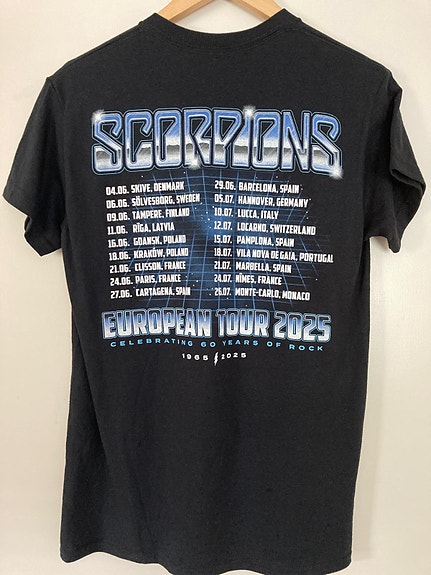 SCORPIONS
04.06. SKIVE, DENMARK
06.06. SÖLVESBORG, SWEDEN
09.06. TAMPERE, FINLAND
11.06. RĪGA, LATVIA
16.06. GDANSK, POLAND
18.06. KRAKÓW, POLAND
21.06. CLISSON, FRANCE
24.06. PARIS, FRANCE
27.06. CARTAGENA, SPAIN
29.06. BARCELONA, SPAIN
05.07. HANNOVER, GERMANY
10.07. LUCCA, ITALY
12.07. LOCARNO, SWITZERLAND
15.07. PAMPLONA, SPAIN
18.07. VILA NOVA DE GAIA, PORTUGAL
21.07. MARBELLA, SPAIN
24.07. NÎMES, FRANCE
26.07. MONTE-CARLO, MONACO
EUROPEAN TOUR 2025
CELEBRATING 60 YEARS OF ROCK
1965 2025